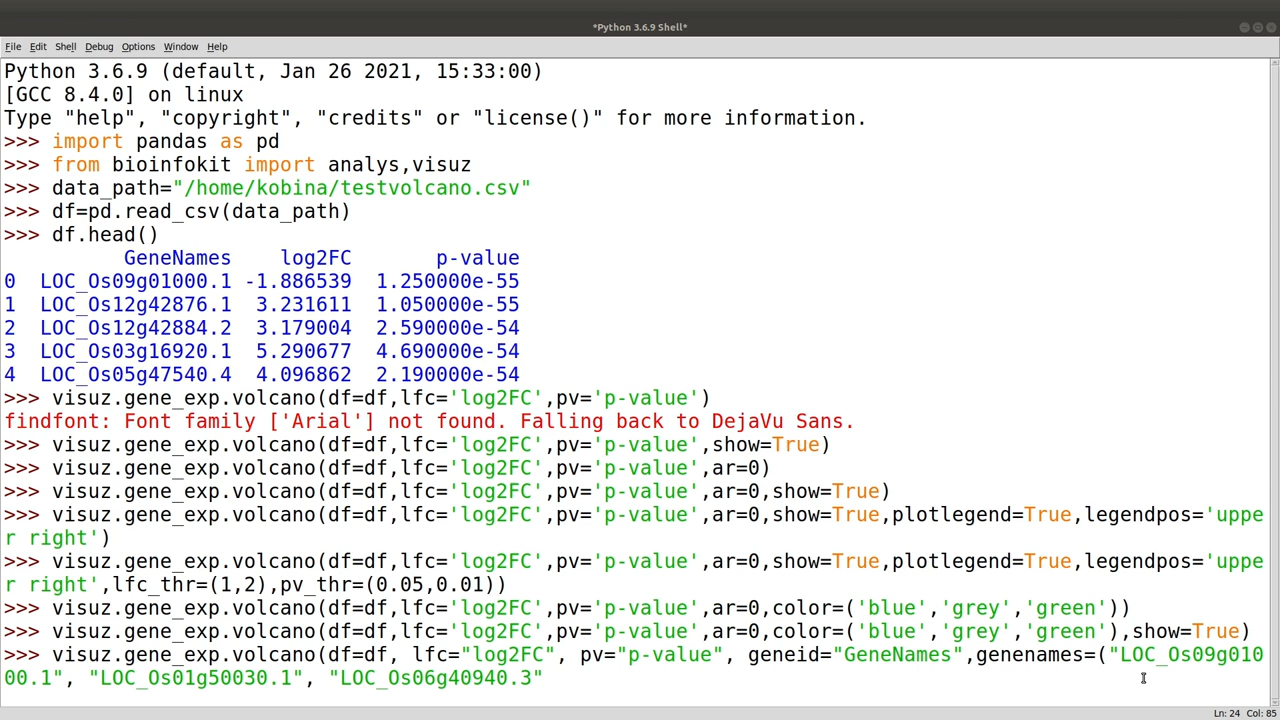 *Python 3.6.9 Shell*
File Edit Shell Debug Options Window Help
Python 3.6.9 (default, Jan 26 2021, 15:33:00)
[GCC 8.4.0] on linux
Type "help", "copyright", "credits" or "license()" for more information.
>>> import pandas as pd
>>> from bioinfokit import analys,visuz
>>> data_path="/home/kobina/testvolcano.csv"
>>> df=pd.read_csv(data_path)
>>> df.head()
GeneNames log2FC p-value
0 LOC_Os09g01000.1 -1.886539 1.250000e-55
1 LOC_Os12g42876.1 3.231611 1.050000e-55
2 LOC_Os12g42884.2 3.179004 2.590000e-54
3 LOC_Os03g16920.1 5.290677 4.690000e-54
4 LOC_Os05g47540.4 4.096862 2.190000e-54
>>> visuz.gene_exp.volcano(df=df,lfc='log2FC',pv='p-value')
findfont: Font family ['Arial'] not found. Falling back to DejaVu Sans.
>>> visuz.gene_exp.volcano(df=df,lfc='log2FC',pv='p-value',show=True)
>>> visuz.gene_exp.volcano(df=df,lfc='log2FC',pv='p-value',ar=0)
>>> visuz.gene_exp.volcano(df=df,lfc='log2FC',pv='p-value',ar=0,show=True)
>>> visuz.gene_exp.volcano(df=df,lfc='log2FC',pv='p-value',ar=0,show=True,plotlegend=True,legendpos='uppe
r right')
>>> visuz.gene_exp.volcano(df=df,lfc='log2FC',pv='p-value',ar=0,show=True,plotlegend=True,legendpos='uppe
r right',lfc_thr=(1,2),pv_thr=(0.05,0.01))
>>> visuz.gene_exp.volcano(df=df,lfc='log2FC',pv='p-value',ar=0,color=('blue','grey','green'))
>>> visuz.gene_exp.volcano(df=df,lfc='log2FC',pv='p-value',ar=0,color=('blue','grey','green'),show=True)
>>> visuz.gene_exp.volcano(df=df, lfc="log2FC", pv="p-value", geneid="GeneNames",genenames=("LOC_Os09g010
00.1", "LOC_Os01g50030.1", "LOC_Os06g40940.3"
Ln: 24 Col: 85